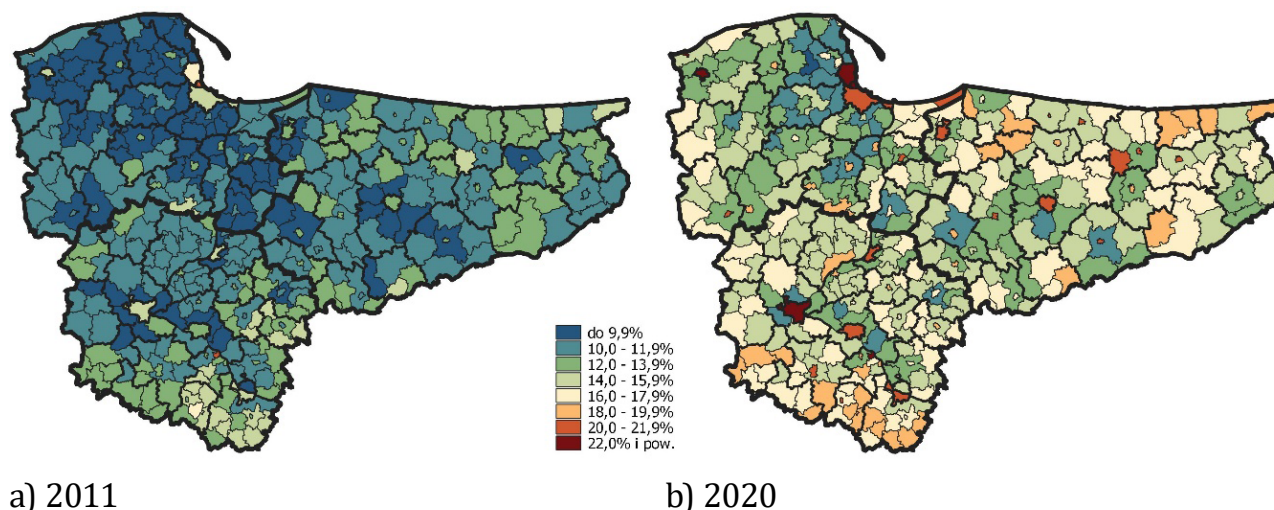 do 9,9%
10,0 - 11,9%
12,0 - 13,9%
14,0 - 15,9%
16,0 - 17,9%
18,0 - 19,9%
20,0 - 21,9%
22,0% i pow.
a) 2011
b) 2020